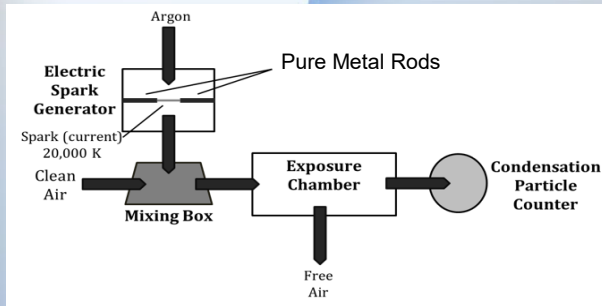 Argon
Pure Metal Rods
Electric
Spark
Generator
Spark (current)
20,000 K
Clean
Air
Mixing Box
Exposure
Chamber
Condensation
Particle
Counter
Free
Air